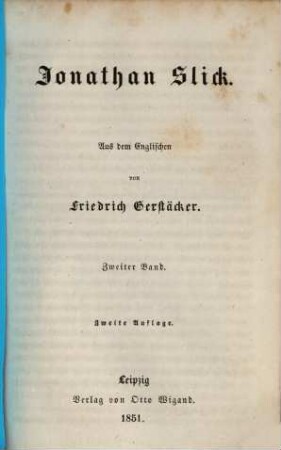 Jonathan Slick.
Aus dem Englischen
von
Friedrich Gerstäcker.
Zweiter Band.
Zweite Auflage.
Leipzig
Verlag von Otto Wigand.
1851.